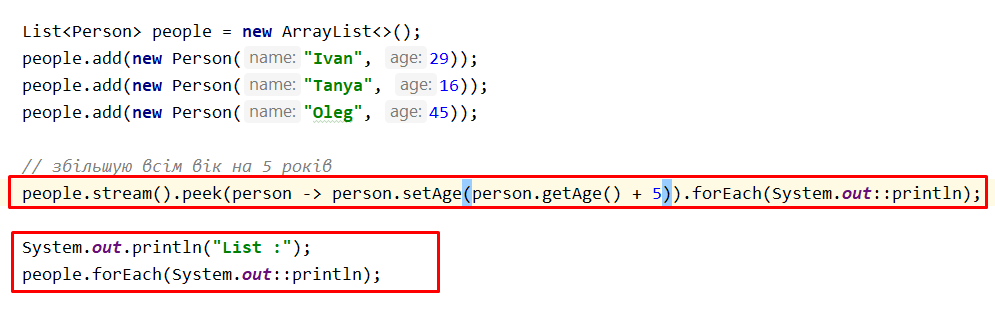 List<Person> people = new ArrayList<>();
people.add(new Person( name: "Ivan", age: 29));
people.add(new Person( name: "Tanya", age: 16));
people.add(new Person( name: "Oleg", age: 45));
// збільшую всім вік на 5 років
people.stream().peek(person -> person.setAge(person.getAge() + 5)).forEach(System.out::println);
System.out.println("List :");
people.forEach(System.out::println);